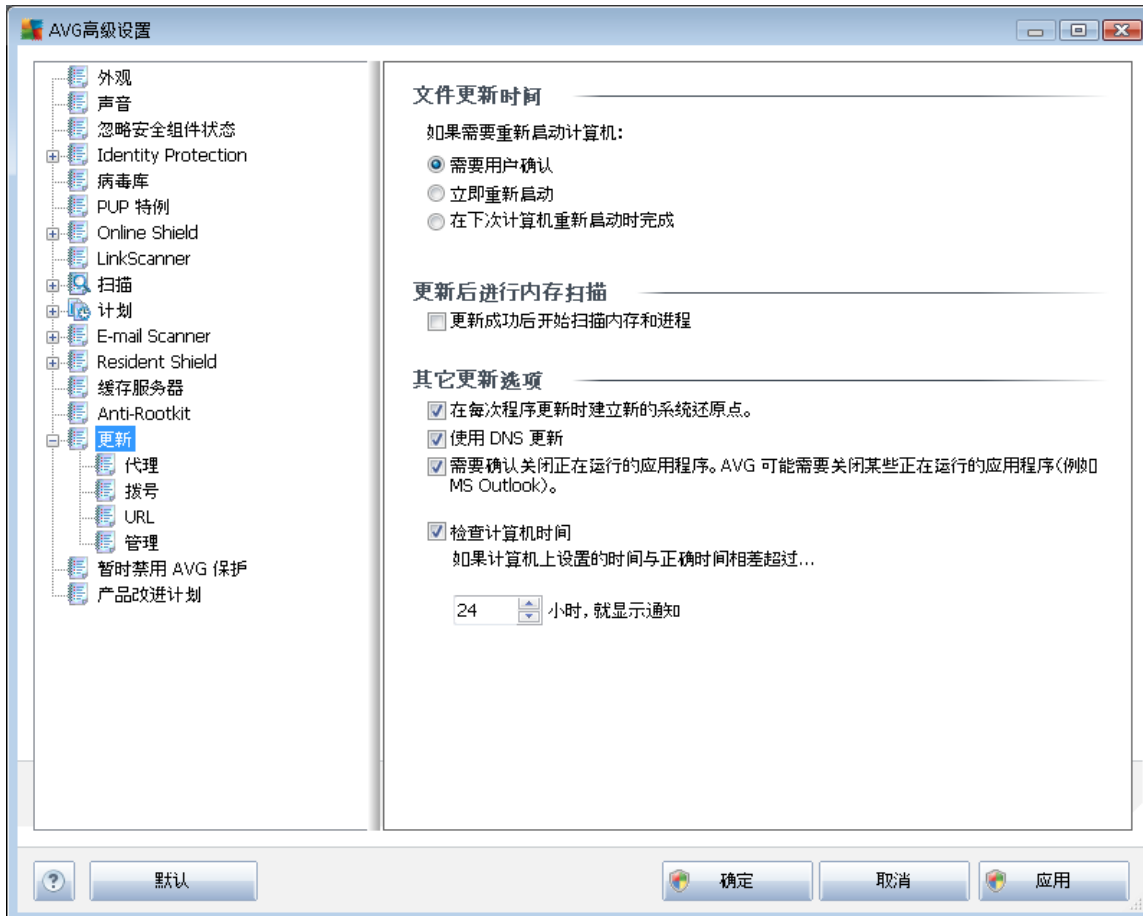 AVG高级设置
外观
声音
忽略安全组件状态
Identity Protection
病毒库
PUP 特例
Online Shield
LinkScanner
扫描
计划
E-mail Scanner
Resident Shield
缓存服务器
Anti-Rootkit
更新
代理
拨号
URL
管理
暂时禁用 AVG 保护
产品改进计划
文件更新时间
如果需要重新启动计算机:
需要用户确认
立即重新启动
在下次计算机重新启动时完成
更新后进行内存扫描
更新成功后开始扫描内存和进程
其它更新选项
在每次程序更新时建立新的系统还原点。
使用 DNS 更新
需要确认关闭正在运行的应用程序。AVG 可能需要关闭某些正在运行的应用程序(例如
MS Outlook)。
检查计算机时间
如果计算机上设置的时间与正确时间相差超过...
24 小时, 就显示通知
?
默认
确定
取消
应用